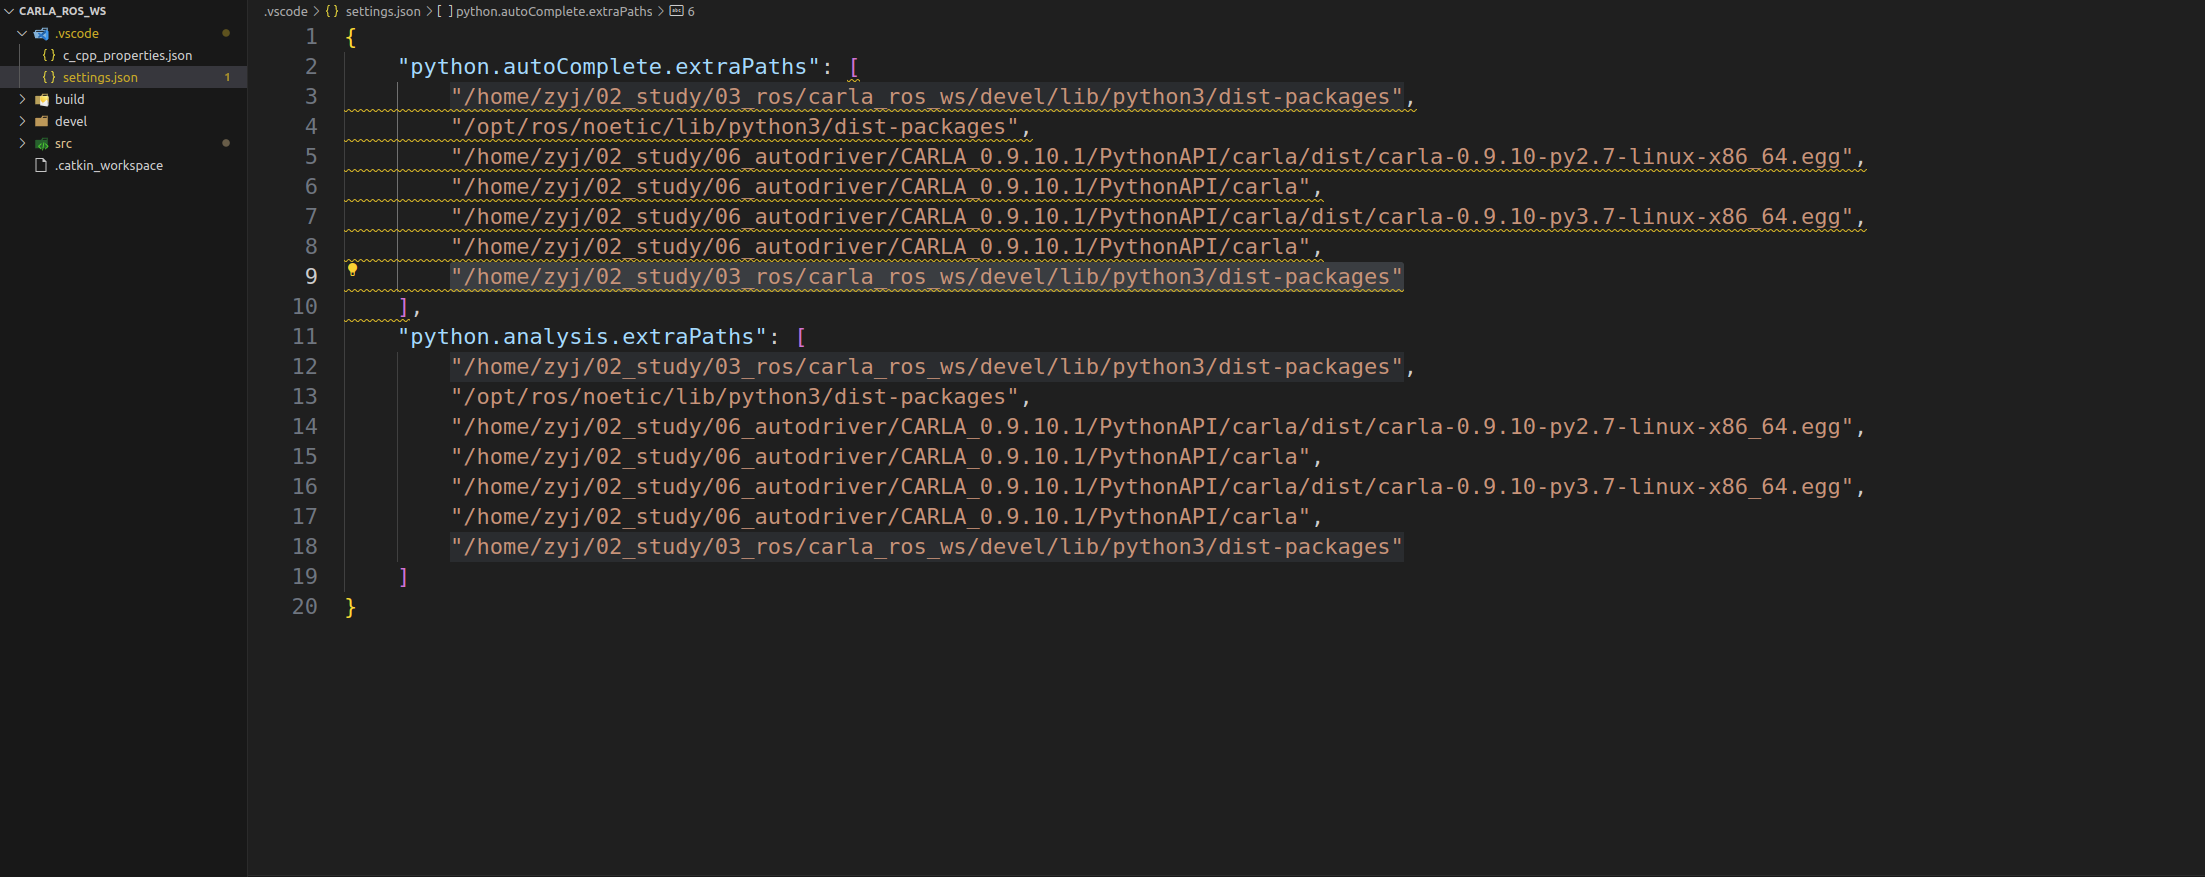 CARLA_ROS_WS
.vscode
c_cpp_properties.json
settings.json 1
build
devel
src
.catkin_workspace
.vscode > {} settings.json > [ ] python.autoComplete.extraPaths > abc 6
1 {
2 "python.autoComplete.extraPaths": [
3 "/home/zyj/02_study/03_ros/carla_ros_ws/devel/lib/python3/dist-packages",
4 "/opt/ros/noetic/lib/python3/dist-packages",
5 "/home/zyj/02_study/06_autodriver/CARLA_0.9.10.1/PythonAPI/carla/dist/carla-0.9.10-py2.7-linux-x86_64.egg",
6 "/home/zyj/02_study/06_autodriver/CARLA_0.9.10.1/PythonAPI/carla",
7 "/home/zyj/02_study/06_autodriver/CARLA_0.9.10.1/PythonAPI/carla/dist/carla-0.9.10-py3.7-linux-x86_64.egg",
8 "/home/zyj/02_study/06_autodriver/CARLA_0.9.10.1/PythonAPI/carla",
9 "/home/zyj/02_study/03_ros/carla_ros_ws/devel/lib/python3/dist-packages"
10 ],
11 "python.analysis.extraPaths": [
12 "/home/zyj/02_study/03_ros/carla_ros_ws/devel/lib/python3/dist-packages",
13 "/opt/ros/noetic/lib/python3/dist-packages",
14 "/home/zyj/02_study/06_autodriver/CARLA_0.9.10.1/PythonAPI/carla/dist/carla-0.9.10-py2.7-linux-x86_64.egg",
15 "/home/zyj/02_study/06_autodriver/CARLA_0.9.10.1/PythonAPI/carla",
16 "/home/zyj/02_study/06_autodriver/CARLA_0.9.10.1/PythonAPI/carla/dist/carla-0.9.10-py3.7-linux-x86_64.egg",
17 "/home/zyj/02_study/06_autodriver/CARLA_0.9.10.1/PythonAPI/carla",
18 "/home/zyj/02_study/03_ros/carla_ros_ws/devel/lib/python3/dist-packages"
19 ]
20 }